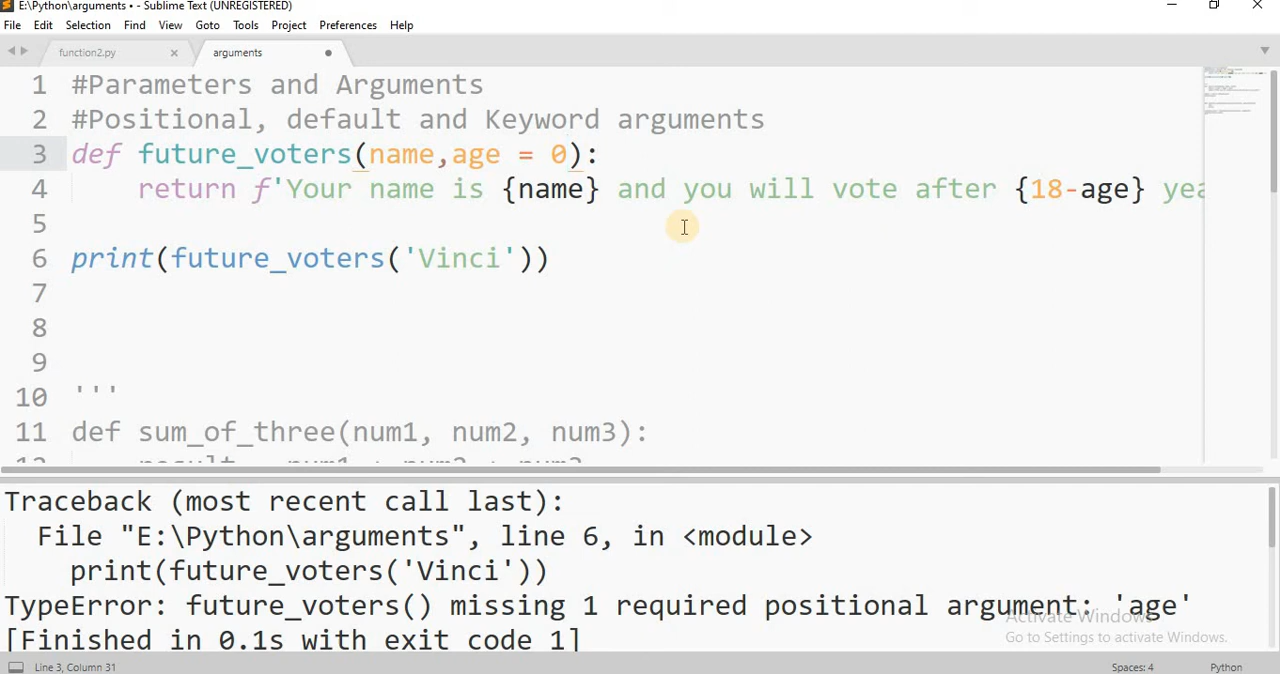 E:\Python\arguments • - Sublime Text (UNREGISTERED)
File Edit Selection Find View Goto Tools Project Preferences Help
function2.py arguments
1 #Parameters and Arguments
2 #Positional, default and Keyword arguments
3 def future_voters(name,age = 0):
4 return f'Your name is {name} and you will vote after {18-age} yea
5
6 print(future_voters('Vinci'))
7
8
9
10 '''
11 def sum_of_three(num1, num2, num3):
12 result = num1 + num2 + num3
Traceback (most recent call last):
File "E:\Python\arguments", line 6, in <module>
print(future_voters('Vinci'))
TypeError: future_voters() missing 1 required positional argument: 'age'
[Finished in 0.1s with exit code 1]
Activate Windows
Go to Settings to activate Windows.
Line 3, Column 31 Spaces: 4 Python